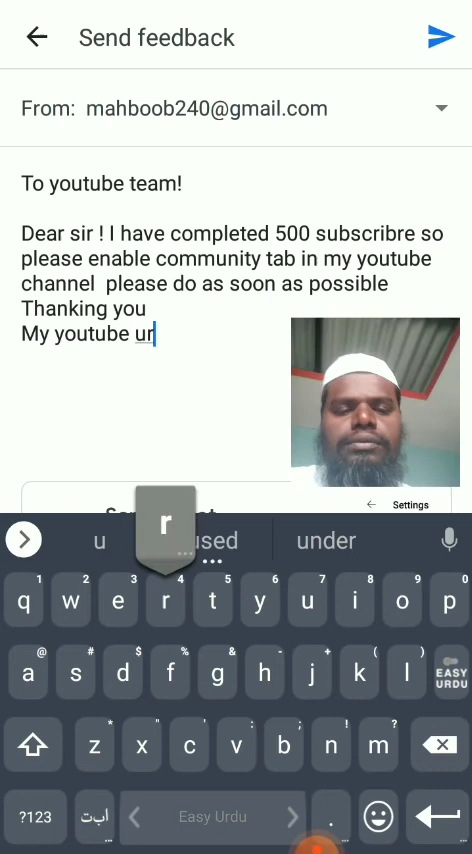 Send feedback
From: mahboob240@gmail.com
To youtube team!
Dear sir ! I have completed 500 subscribre so
please enable community tab in my youtube
channel  please do as soon as possible
Thanking you
My youtube ur
← Settings
r
u used under
1 2 3 4 5 6 7 8 9 0
q w e r t y u i o p
@ # $ % & - + ( )
a s d f g h j k l EASY
URDU
* " ' : ; ! ?
z x c v b n m
?123 ابت Easy Urdu .